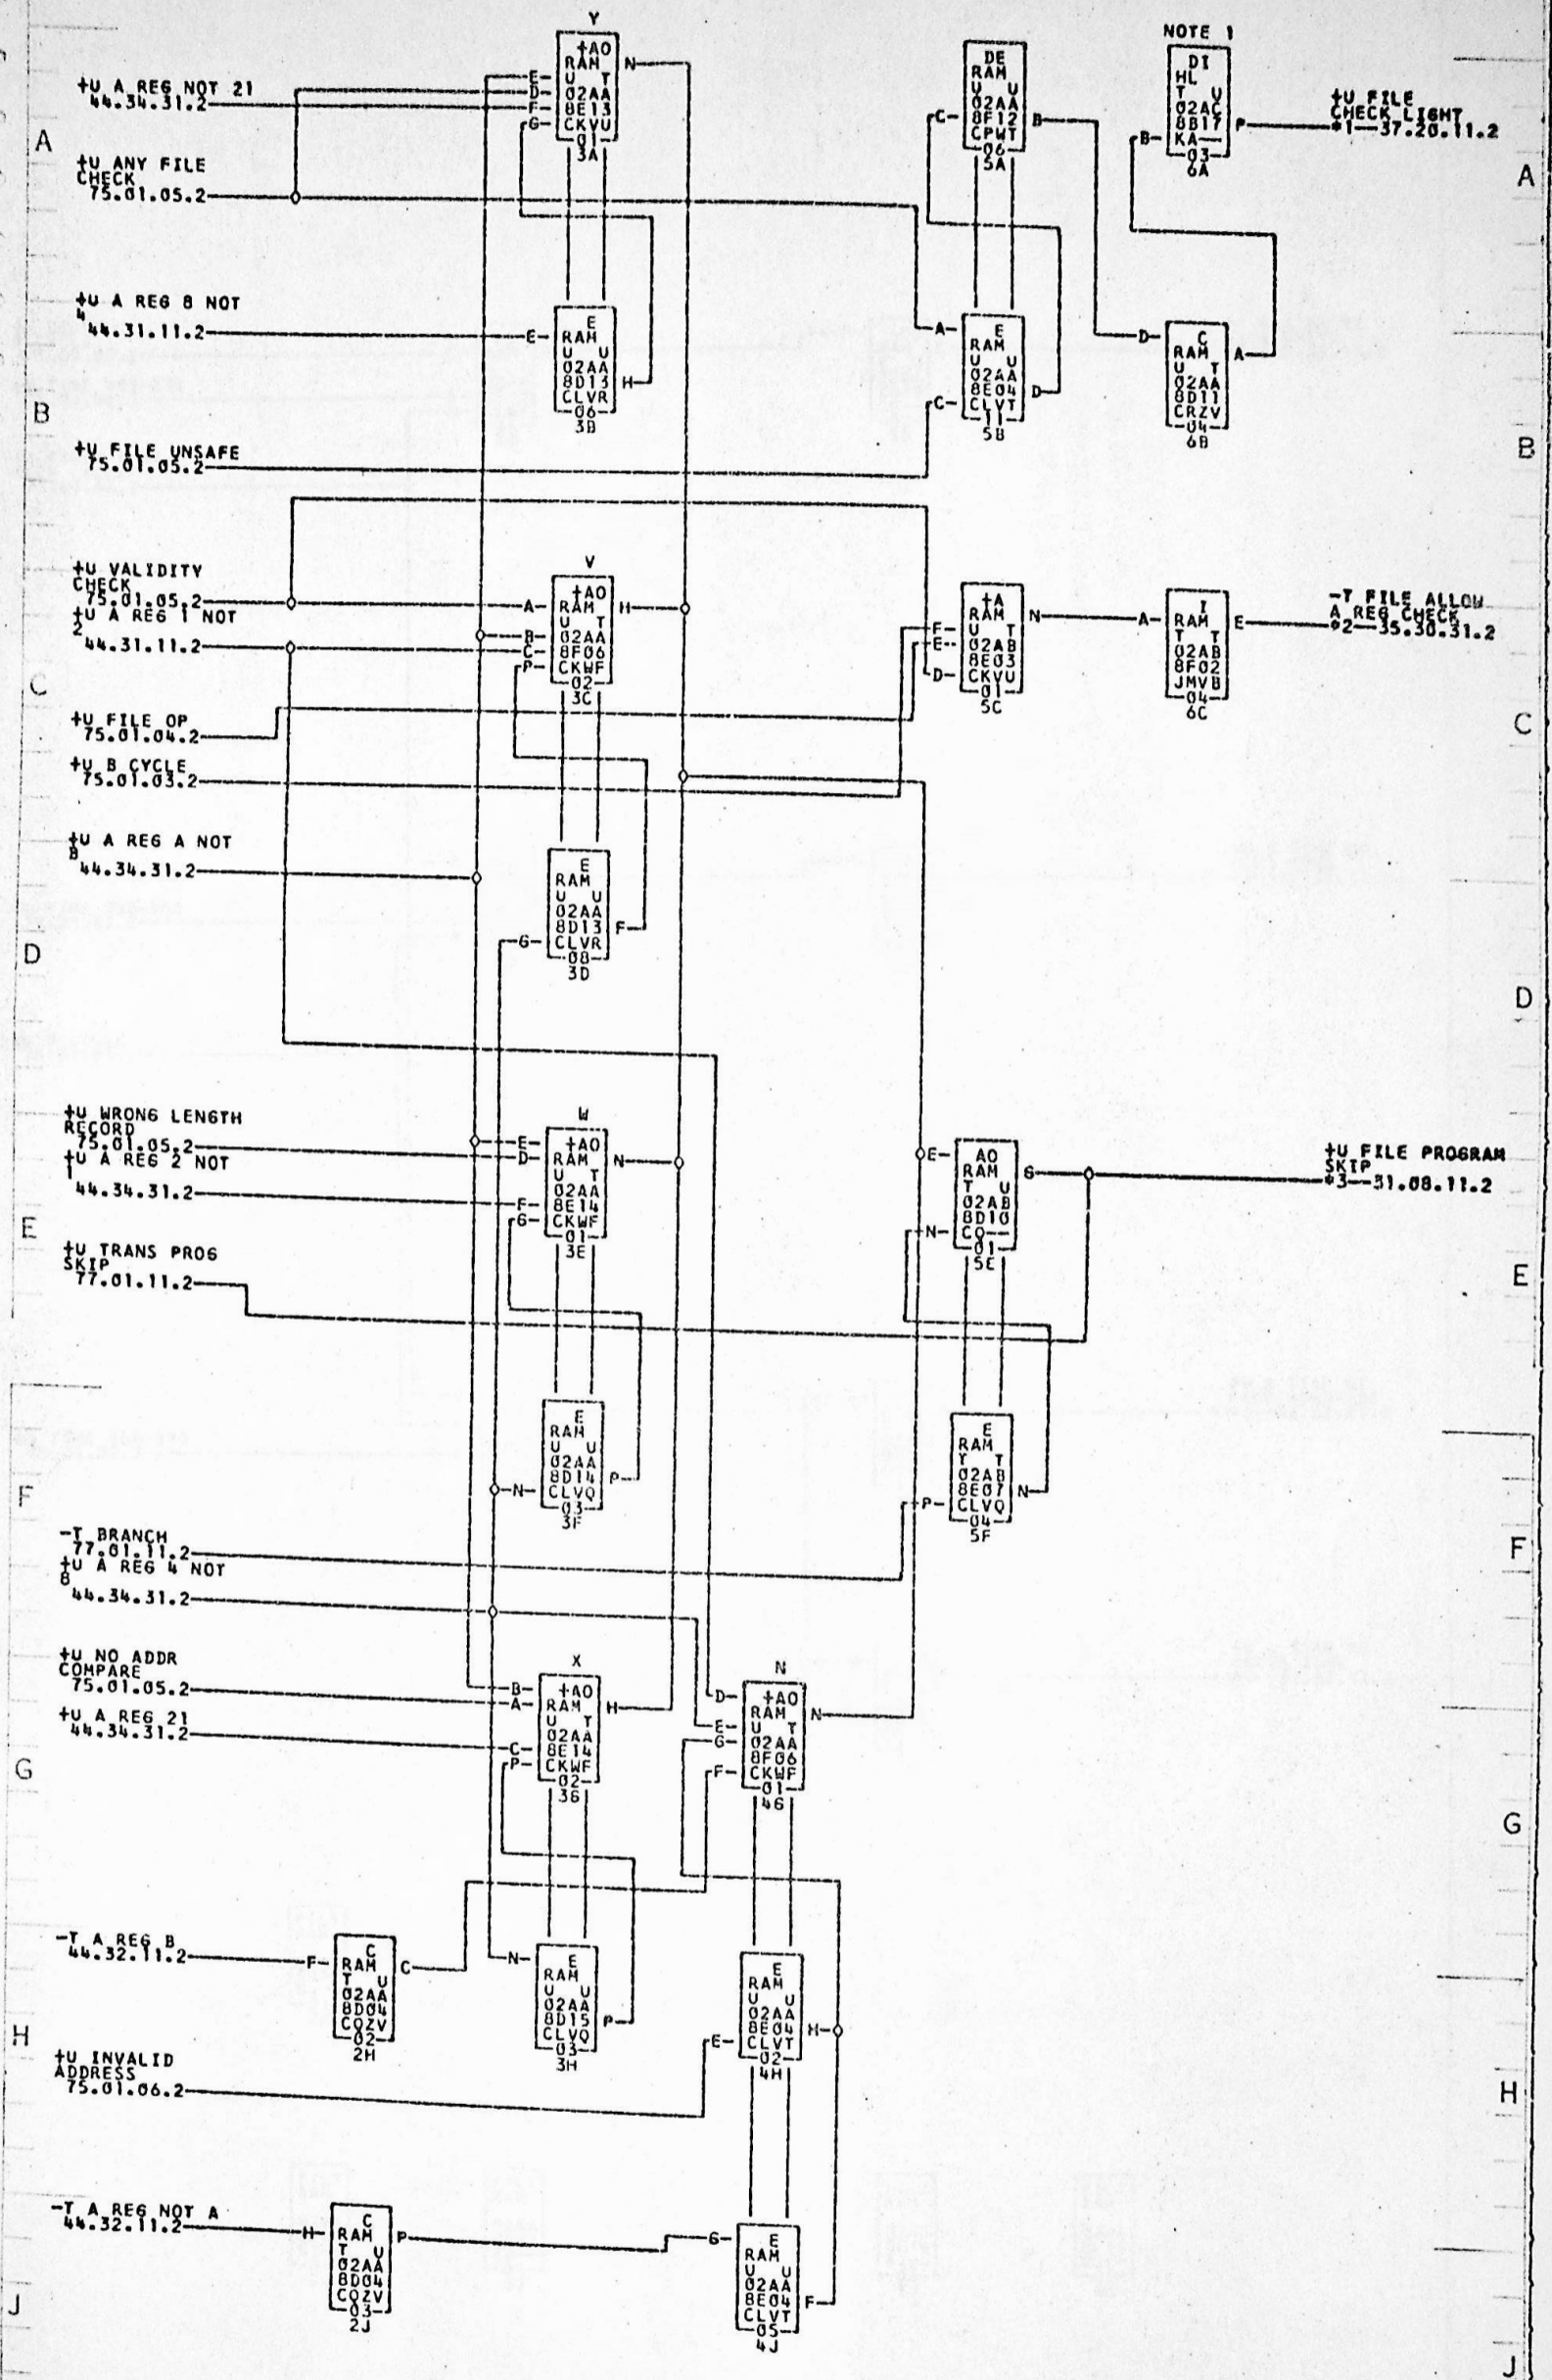 A
B
C
D
E
F
G
H
J
+U A REG NOT 21
44.34.31.2
+U ANY FILE
CHECK
75.01.05.2
+U A REG 8 NOT
4
44.31.11.2
+U FILE UNSAFE
75.01.05.2
+U VALIDITY
CHECK
75.01.05.2
+U A REG 1 NOT
2
44.31.11.2
+U FILE OP
75.01.04.2
+U B CYCLE
75.01.03.2
+U A REG A NOT
B
44.34.31.2
+U WRONG LENGTH
RECORD
75.01.05.2
+U A REG 2 NOT
1
44.34.31.2
+U TRANS PROG
SKIP
77.01.11.2
-T BRANCH
77.01.11.2
+U A REG 4 NOT
8
44.34.31.2
+U NO ADDR
COMPARE
75.01.05.2
+U A REG 21
44.34.31.2
-T A REG B
44.32.11.2
+U INVALID
ADDRESS
75.01.06.2
-T A REG NOT A
44.32.11.2
F
C
RAM
T U
02AA
8D04
CQZV
02
2H
C
H
C
RAM
T U
02AA
8D04
CQZV
03
2J
P
Y
E
D
F
G
+AO
RAM
U T
02AA
8E13
CKVU
01
3A
N
E
E
RAM
U U
02AA
8D13
CLVR
06
3B
H
V
A
B
C
P
+AO
RAM
U T
02AA
8F06
CKWF
02
3C
H
G
E
RAM
U U
02AA
8D13
CLVR
08
3D
F
W
E
D
F
G
+AO
RAM
U T
02AA
8E14
CKWF
01
3E
N
N
E
RAM
U U
02AA
8D14
CLVQ
03
3F
P
X
B
A
C
P
+AO
RAM
U T
02AA
8E14
CKWF
02
3G
H
N
E
RAM
U U
02AA
8D15
CLVQ
03
3H
P
N
D
E
G
F
+AO
RAM
U T
02AA
8F06
CKWF
01
4G
N
E
E
RAM
U U
02AA
8E04
CLVT
02
4H
H
G
E
RAM
U U
02AA
8E04
CLVT
05
4J
F
C
DE
RAM
U U
02AA
8F12
CPWT
06
5A
B
A
C
E
RAM
U U
02AA
8E04
CLVT
11
5B
D
F
E
D
+A
RAM
U T
02AB
8E03
CKVU
01
5C
N
E
N
AO
RAM
T U
02AB
8D10
CQ--
01
5E
G
P
E
RAM
Y T
02AB
8E07
CLVQ
04
5F
N
NOTE 1
B
DI
HL
T U
02AC
8B17
KA--
03
6A
P
D
C
RAM
U T
02AA
8D11
CRZV
04
6B
A
A
I
RAM
T T
02AB
8F02
JMVB
04
6C
E
+U FILE
CHECK LIGHT
*1--37.20.11.2
-T FILE ALLOW
A REG CHECK
*2--35.30.31.2
+U FILE PROGRAM
SKIP
*3--31.08.11.2
A
B
C
D
E
F
G
H
J